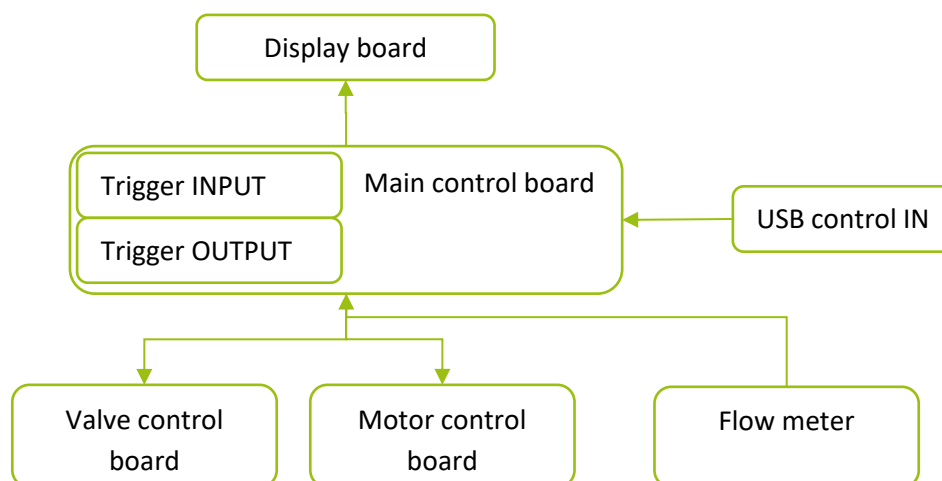 Display board
Trigger INPUT
Main control board
Trigger OUTPUT
USB control IN
Valve control
board
Motor control
board
Flow meter